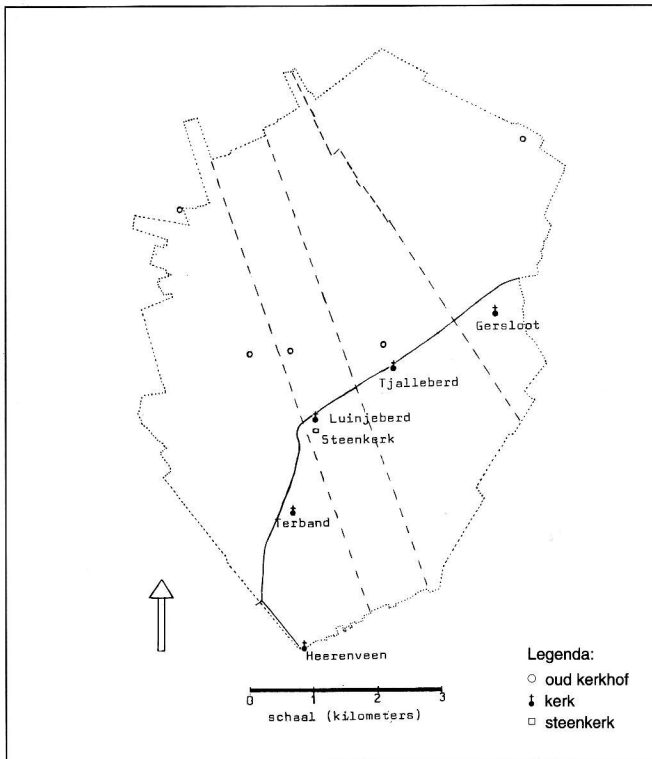 Gersloot
Tjalleberd
Luinjeberd
Steenkerk
Terband
Heerenveen
0 1 2 3
schaal (kilometers)
Legenda:
oud kerkhof
kerk
steenkerk